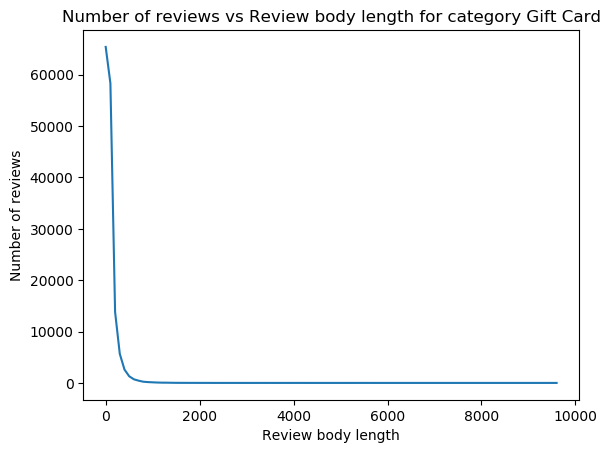 Number of reviews vs Review body length for category Gift Card
Number of reviews
60000
50000
40000
30000
20000
10000
0
0 2000 4000 6000 8000 10000
Review body length